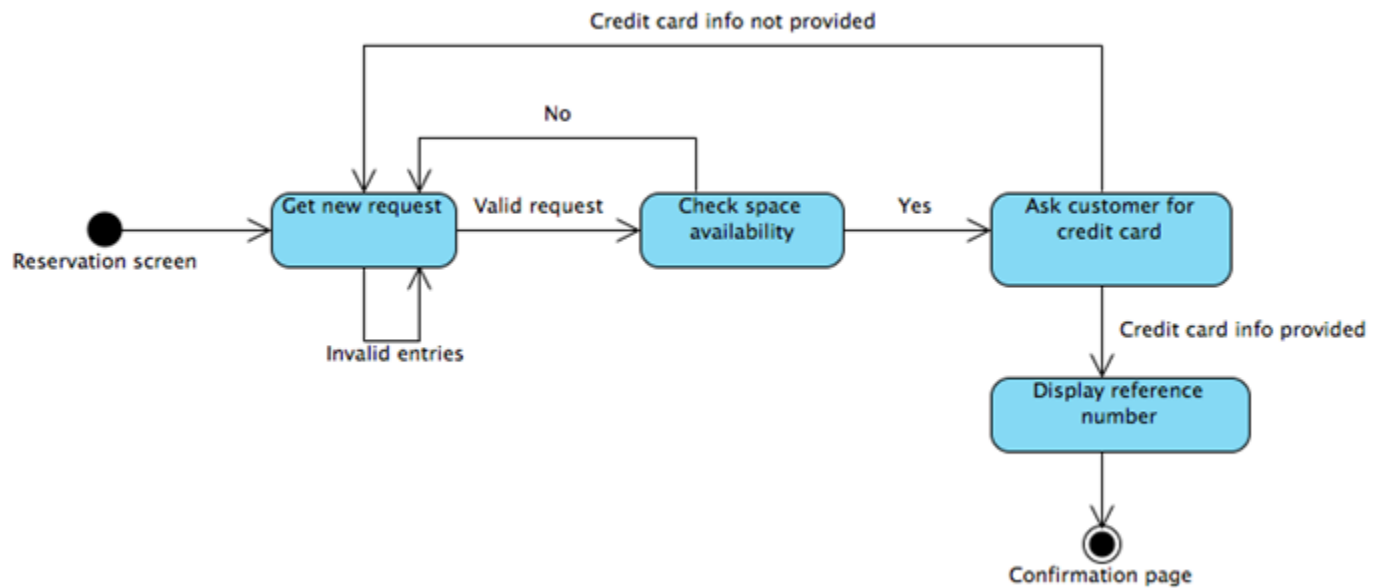 Credit card info not provided
No
Get new request
Valid request
Check space
availability
Yes
Ask customer for
credit card
Reservation screen
Invalid entries
Credit card info provided
Display reference
number
Confirmation page